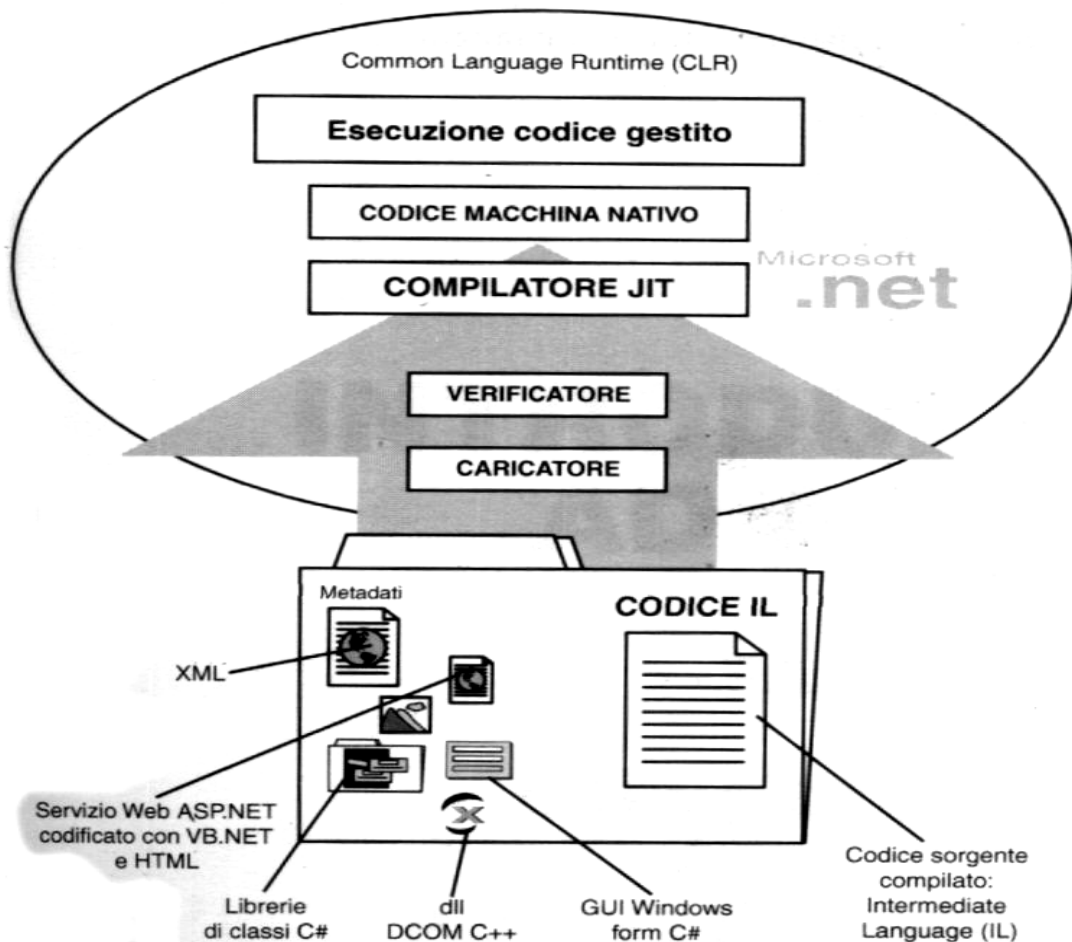 Common Language Runtime (CLR)
Esecuzione codice gestito
CODICE MACCHINA NATIVO
Microsoft
.net
COMPILATORE JIT
VERIFICATORE
CARICATORE
Metadati
CODICE IL
XML
Servizio Web ASP.NET
codificato con VB.NET
e HTML
Librerie
di classi C#
dll
DCOM C++
GUI Windows
form C#
Codice sorgente
compilato:
Intermediate
Language (IL)